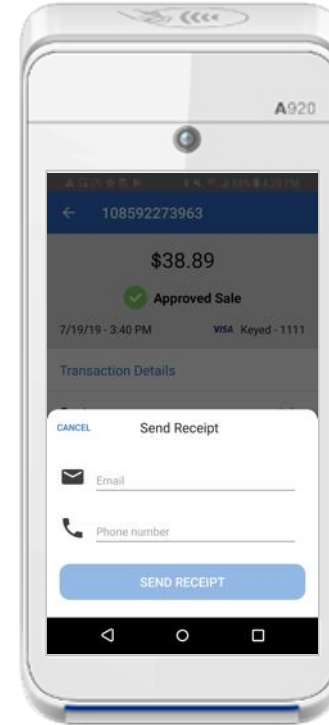 A920
108592273963
$38.89
Approved Sale
7/19/19 - 3:40 PM VISA Keyed - 1111
Transaction Details
CANCEL Send Receipt
Email
Phone number
SEND RECEIPT